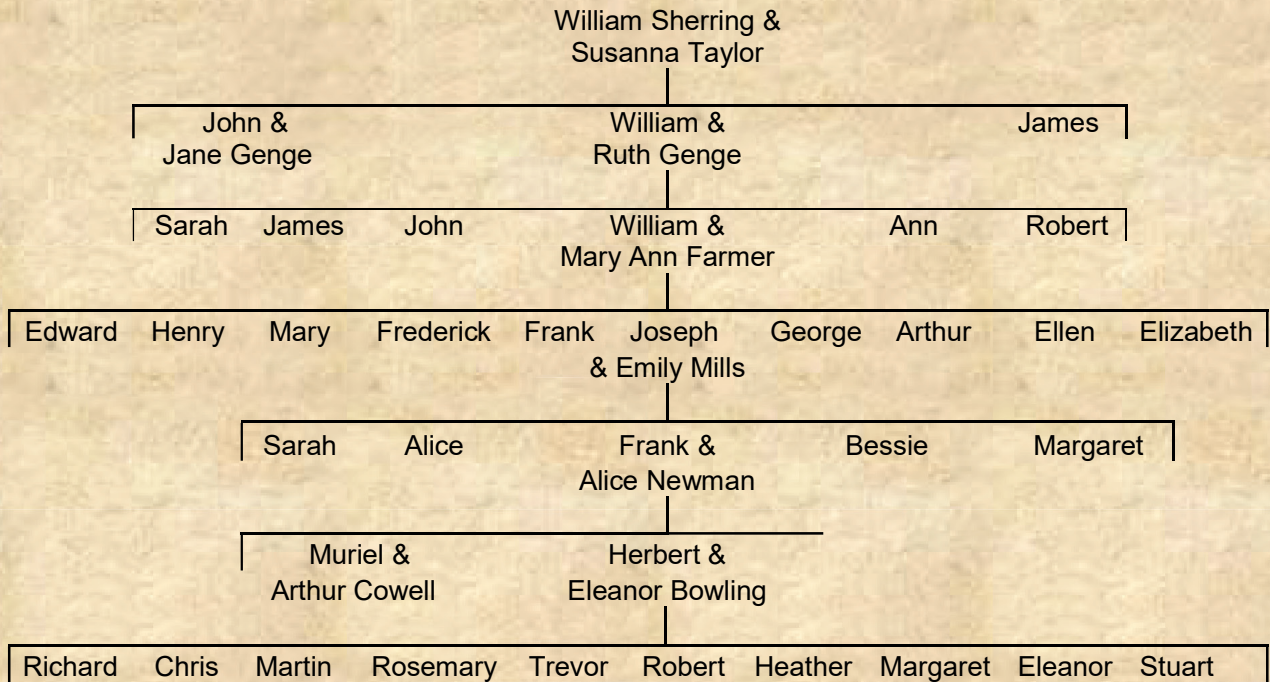 William Sherring &
Susanna Taylor
John & William & James
Jane Genge Ruth Genge
Sarah James John William & Ann Robert
Mary Ann Farmer
Edward Henry Mary Frederick Frank Joseph George Arthur Ellen Elizabeth
& Emily Mills
Sarah Alice Frank & Bessie Margaret
Alice Newman
Muriel & Herbert &
Arthur Cowell Eleanor Bowling
Richard Chris Martin Rosemary Trevor Robert Heather Margaret Eleanor Stuart